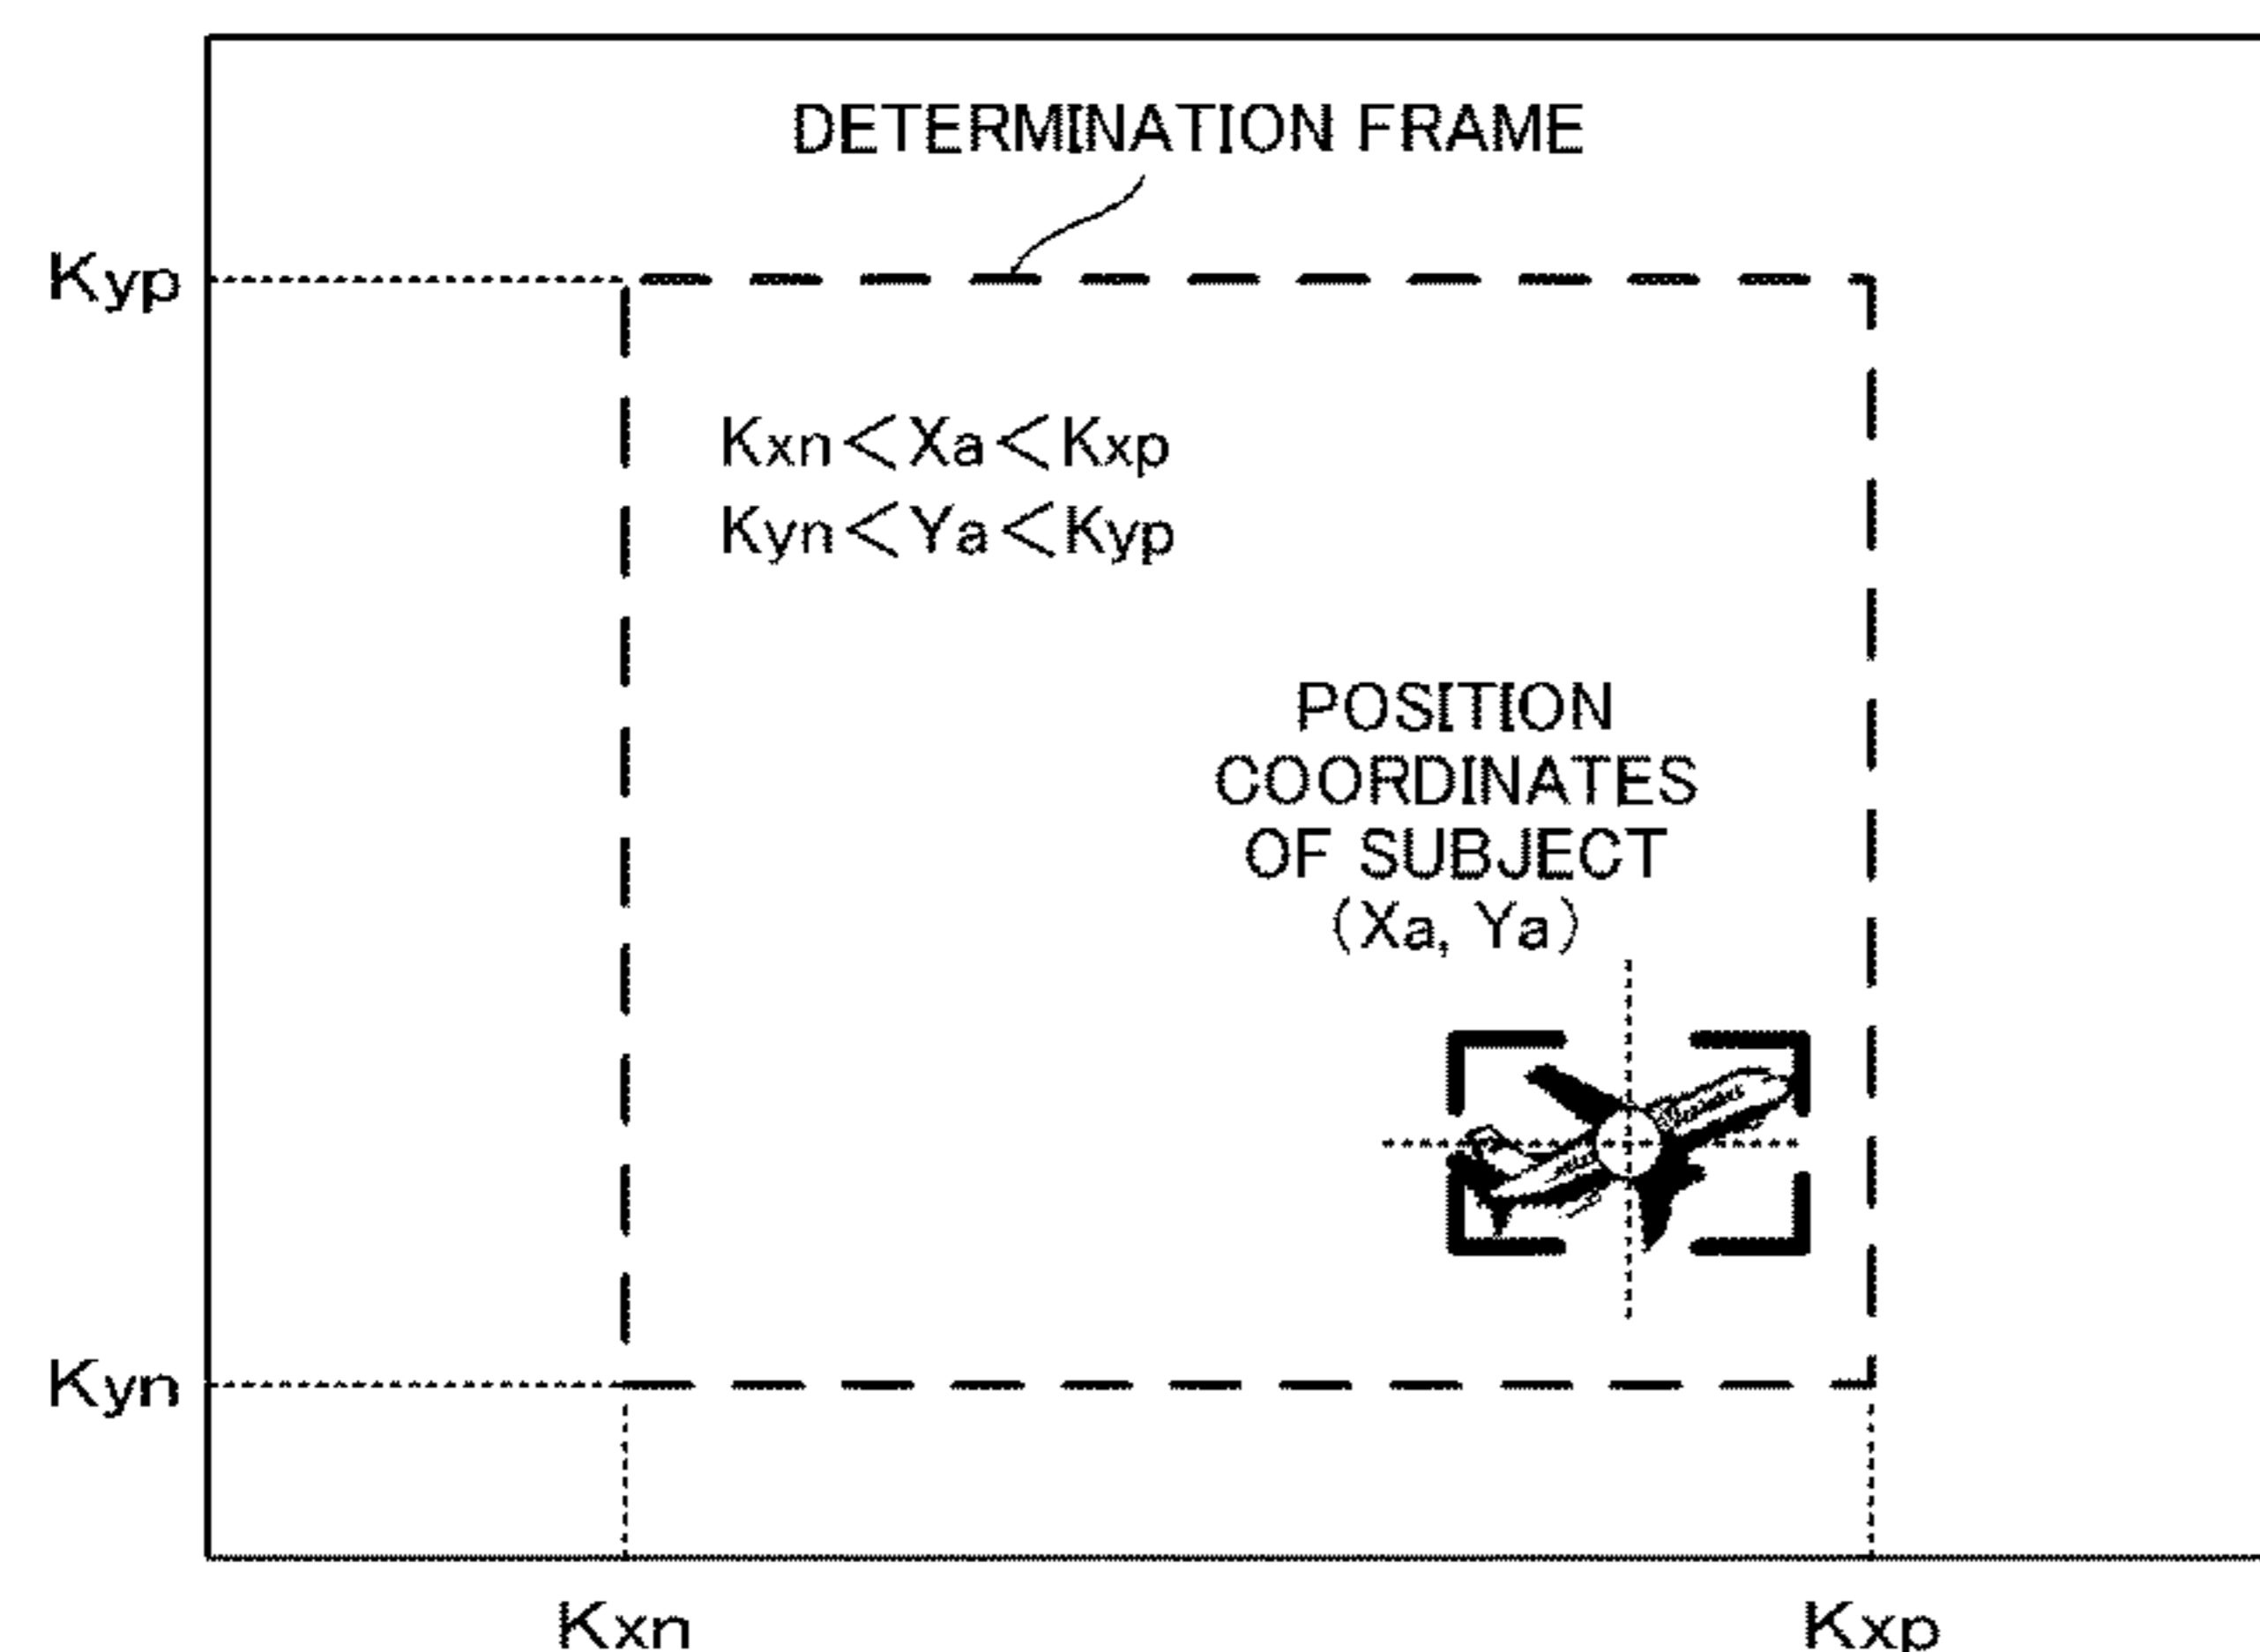 DETERMINATION FRAME
Kyp
Kxn<Xa<Kxp
Kyn<Ya<Kyp
POSITION
COORDINATES
OF SUBJECT
(Xa, Ya)
Kyn
Kxn
Kxp